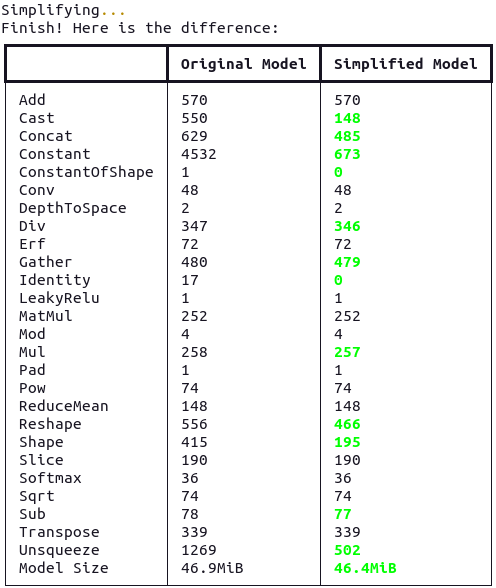 Simplifying...
Finish! Here is the difference:
Original Model Simplified Model
Add 570 570
Cast 550 148
Concat 629 485
Constant 4532 673
ConstantOfShape 1 0
Conv 48 48
DepthToSpace 2 2
Div 347 346
Erf 72 72
Gather 480 479
Identity 17 0
LeakyRelu 1 1
MatMul 252 252
Mod 4 4
Mul 258 257
Pad 1 1
Pow 74 74
ReduceMean 148 148
Reshape 556 466
Shape 415 195
Slice 190 190
Softmax 36 36
Sqrt 74 74
Sub 78 77
Transpose 339 339
Unsqueeze 1269 502
Model Size 46.9MiB 46.4MiB